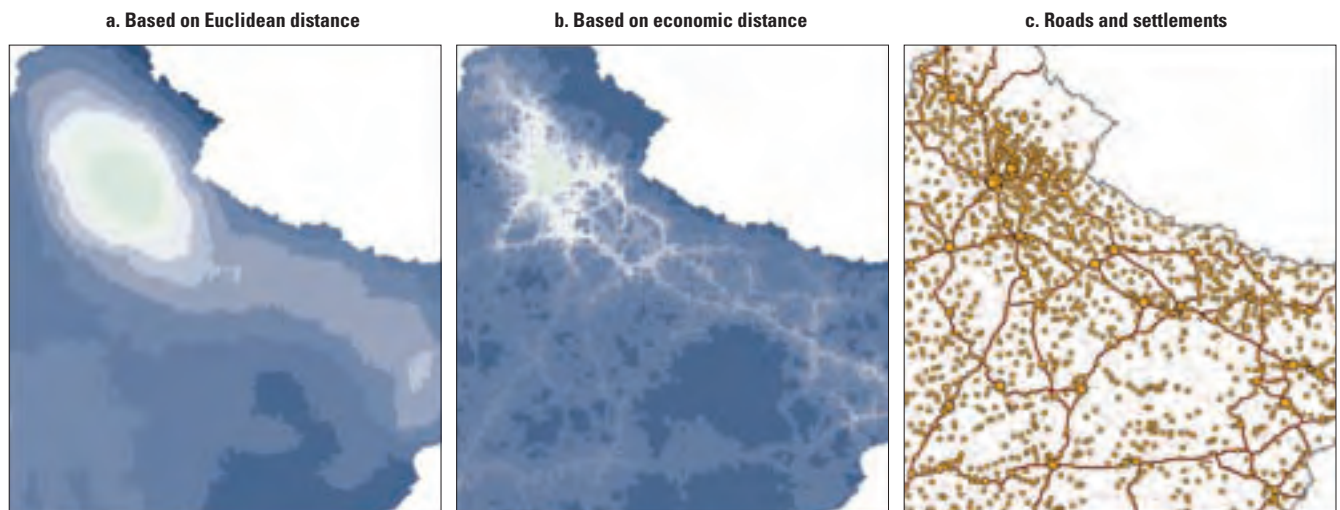 a. Based on Euclidean distance
b. Based on economic distance
c. Roads and settlements